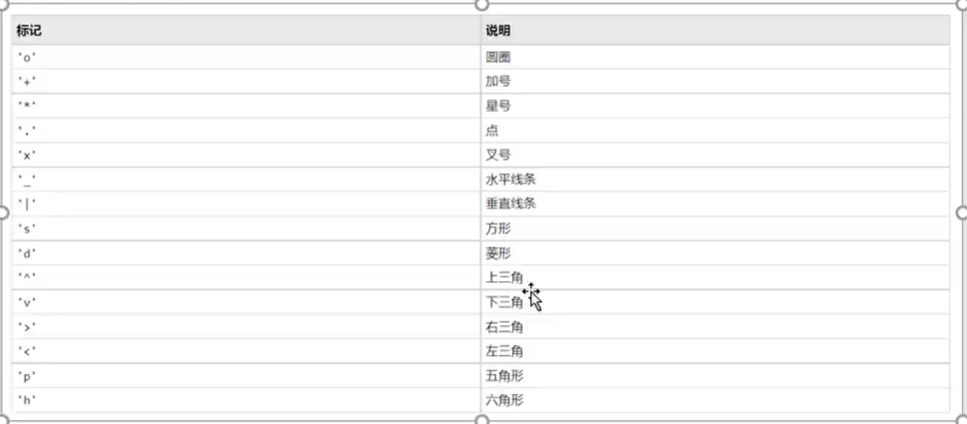 标记 说明
'o' 圆圈
'+' 加号
'*' 星号
'.' 点
'x' 叉号
'_' 水平线条
'|' 垂直线条
's' 方形
'd' 菱形
'^' 上三角
'v' 下三角
'>' 右三角
'<' 左三角
'p' 五角形
'h' 六角形